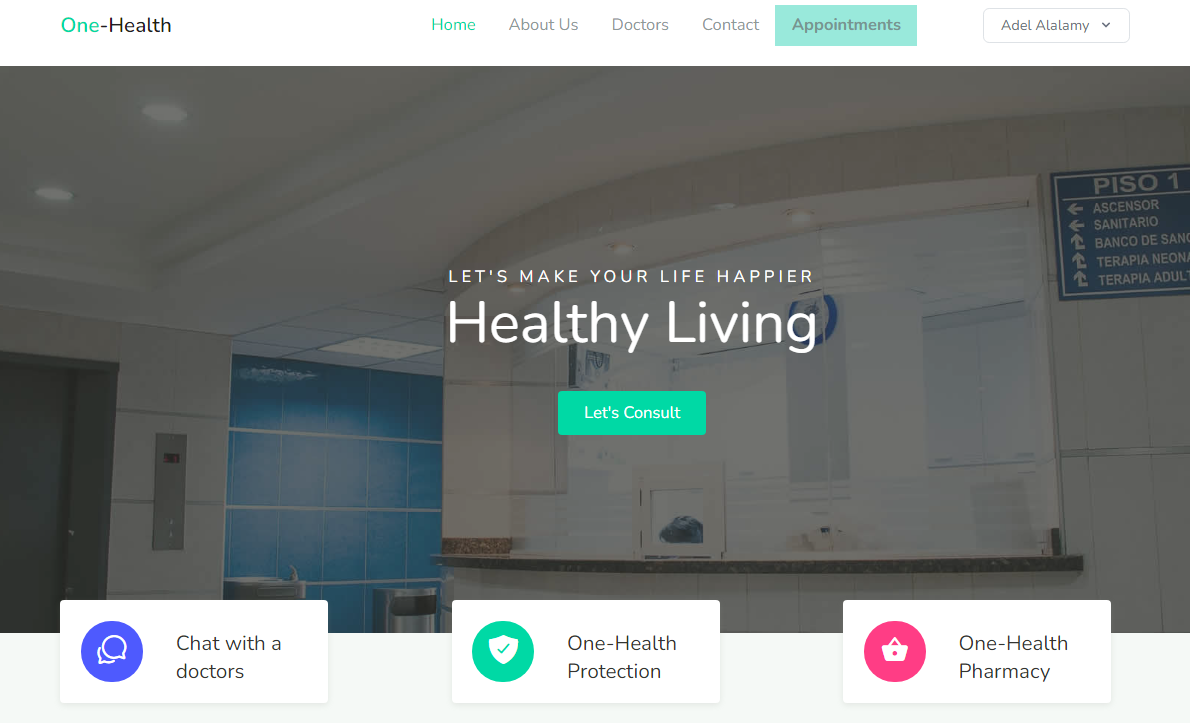 One-Health
Home
About Us
Doctors
Contact
Appointments
Adel Alalamy
PISO 1
ASCENSOR
SANITARIO
BANCO DE SANG
TERAPIA NEONA
TERAPIA ADULT
LET'S MAKE YOUR LIFE HAPPIER
Healthy Living
Let's Consult
Chat with a
doctors
One-Health
Protection
One-Health
Pharmacy